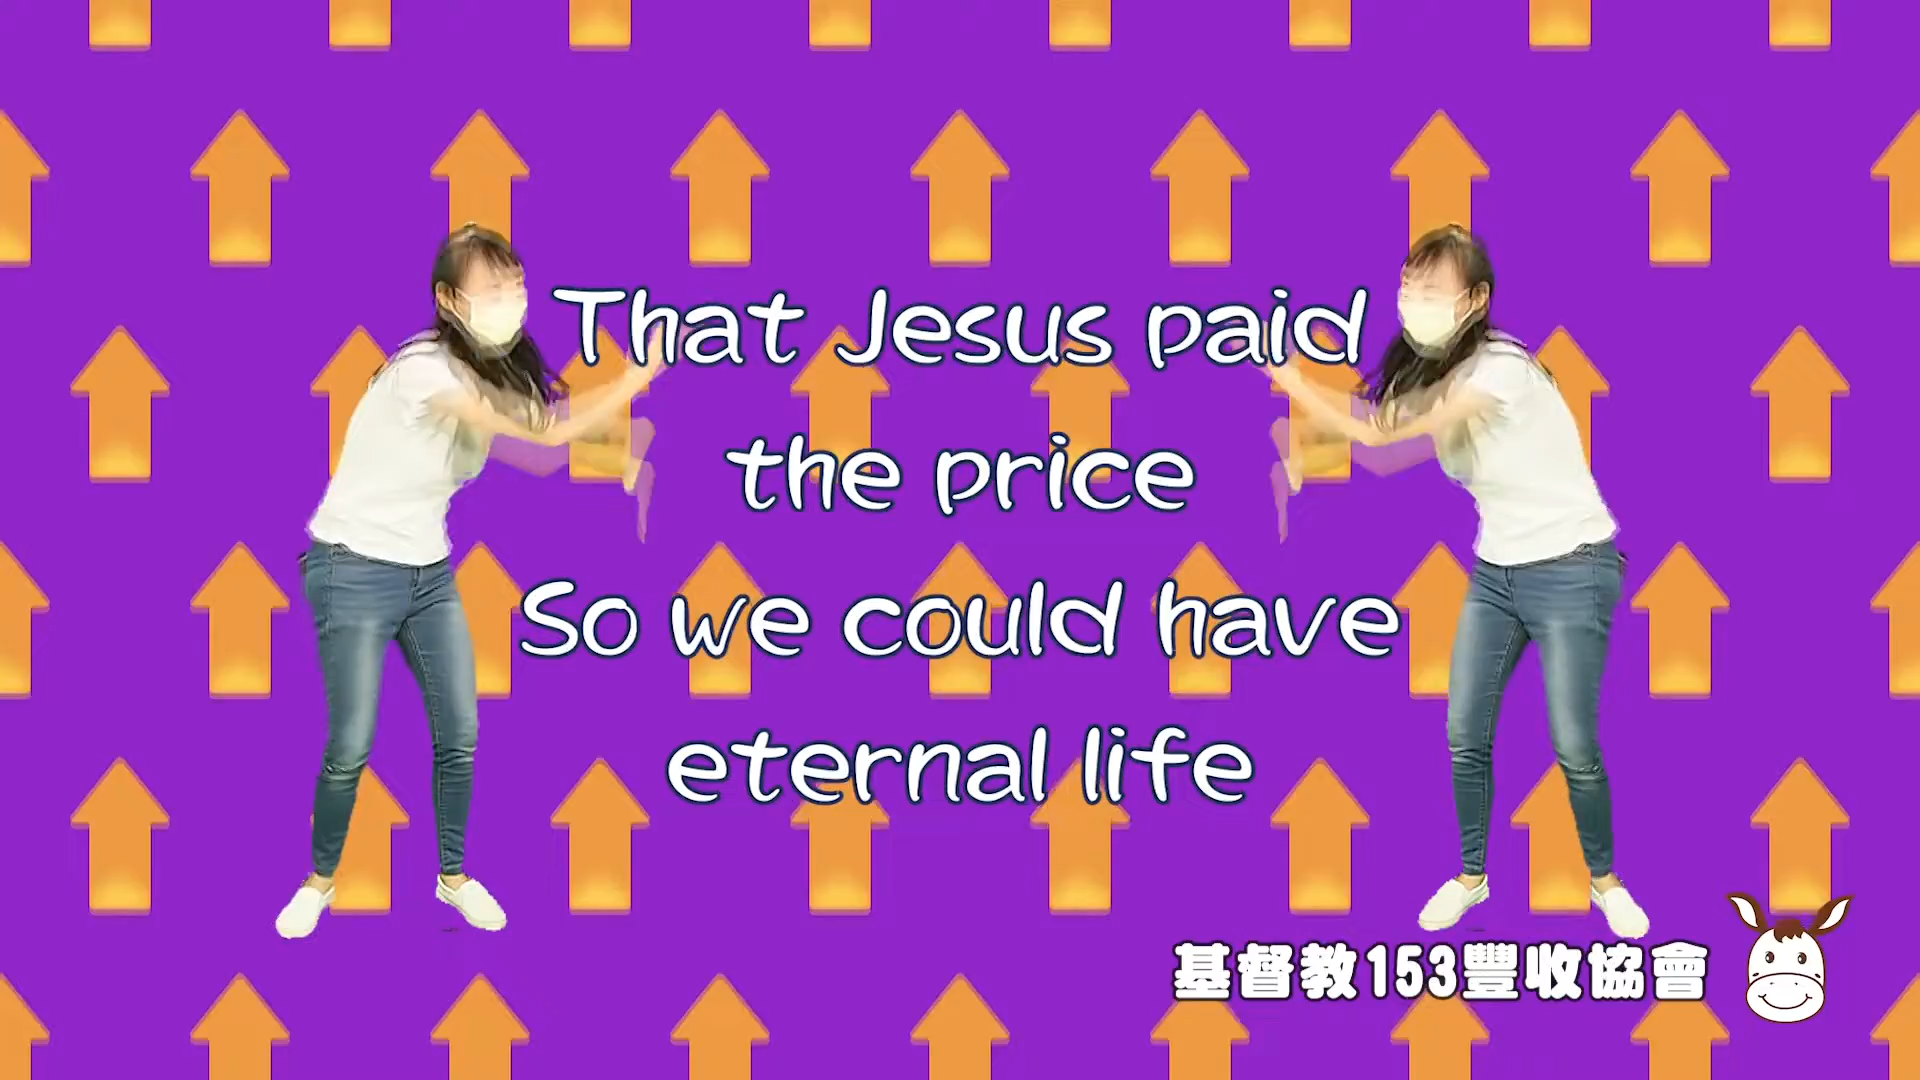 That Jesus paid
the price
So we could have
eternal life
基督教153豐收協會